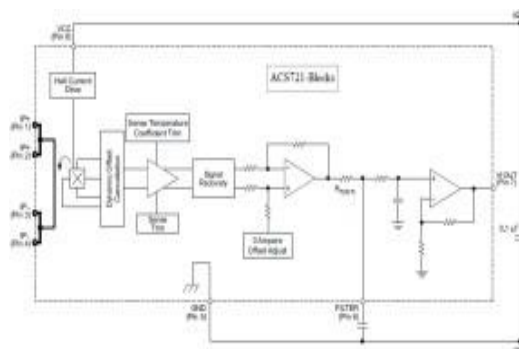 VCC
(Pin 8)
Hall Current
Drive
ACS721-Blocks
IP+
(Pin 1)
IP+
(Pin 2)
IP-
(Pin 3)
IP-
(Pin 4)
Dynamic Offset
Cancellation
Sense Temperature
Coefficient Trim
Sense
Trim
Signal
Recovery
0 Ampere
Offset Adjust
VIOUT
(Pin 7)
GND
(Pin 5)
FILTER
(Pin 6)